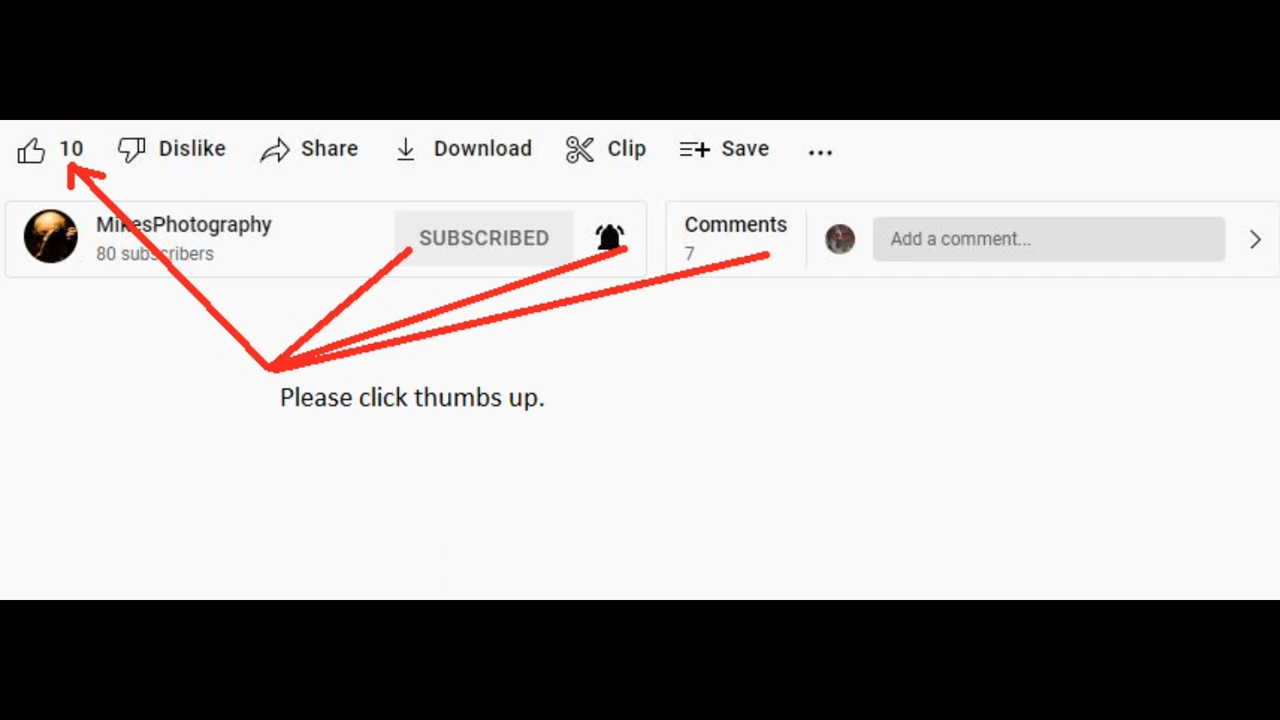 10 Dislike Share Download Clip Save ...
MikesPhotography SUBSCRIBED Comments Add a comment...
80 subscribers 7
Please click thumbs up.